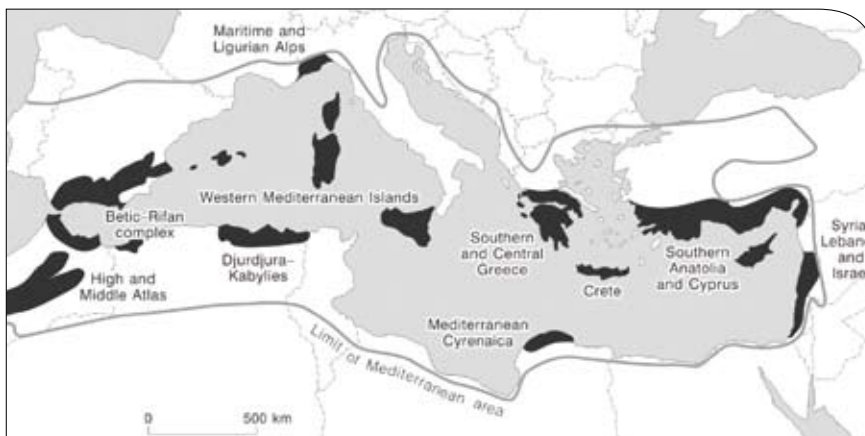 Maritime and
Ligurian Alps
Western Mediterranean Islands
Betic-Rifan
complex
High and
Middle Atlas
Djurdjura-
Kabylies
Southern
and Central
Greece
Crete
Southern
Anatolia
and Cyprus
Syria
Lebano
and
Israe
Mediterranean
Cyrenaica
Limit of Mediterranean area
0 500 km